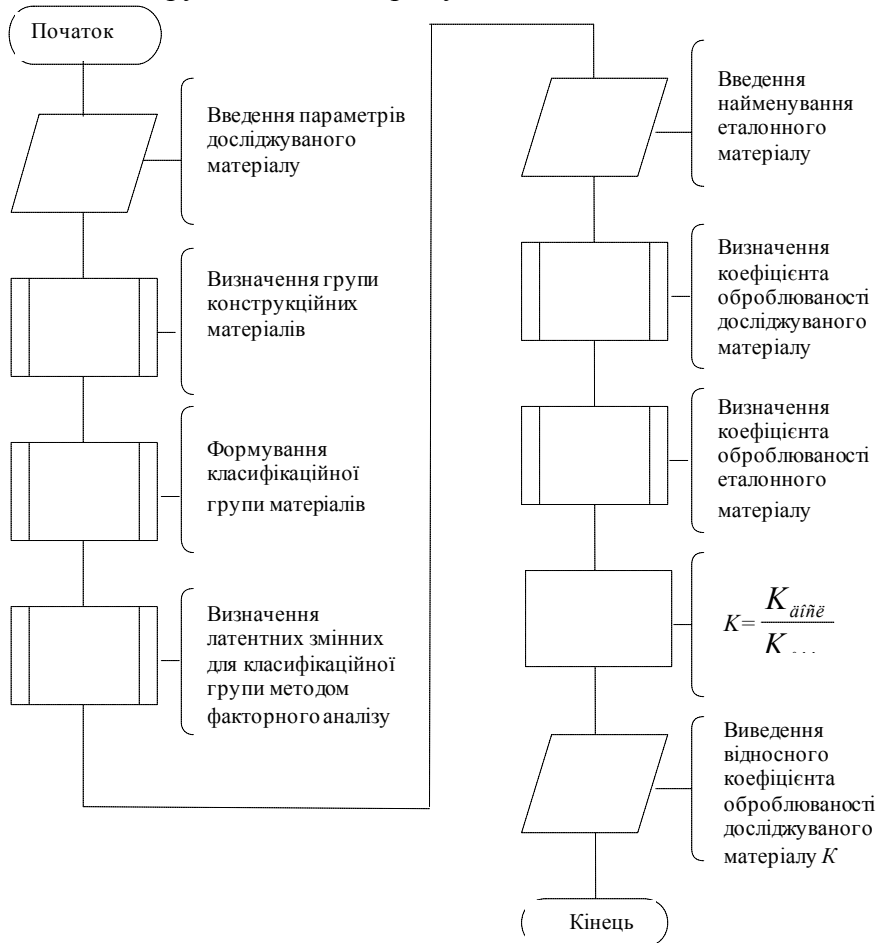 Початок
Введення параметрів
досліджуваного
матеріалу
Визначення групи
конструкційних
матеріалів
Формування
класифікаційної
групи матеріалів
Визначення
латентних змінних
для класифікаційної
групи методом
факторного аналізу
Введення
найменування
еталонного
матеріалу
Визначення
коефіцієнта
оброблюваності
досліджуваного
матеріалу
Визначення
коефіцієнта
оброблюваності
еталонного
матеріалу
K= K äîñë
K
Виведення
відносного
коефіцієнта
оброблюваності
досліджуваного
матеріалу К
Кінець